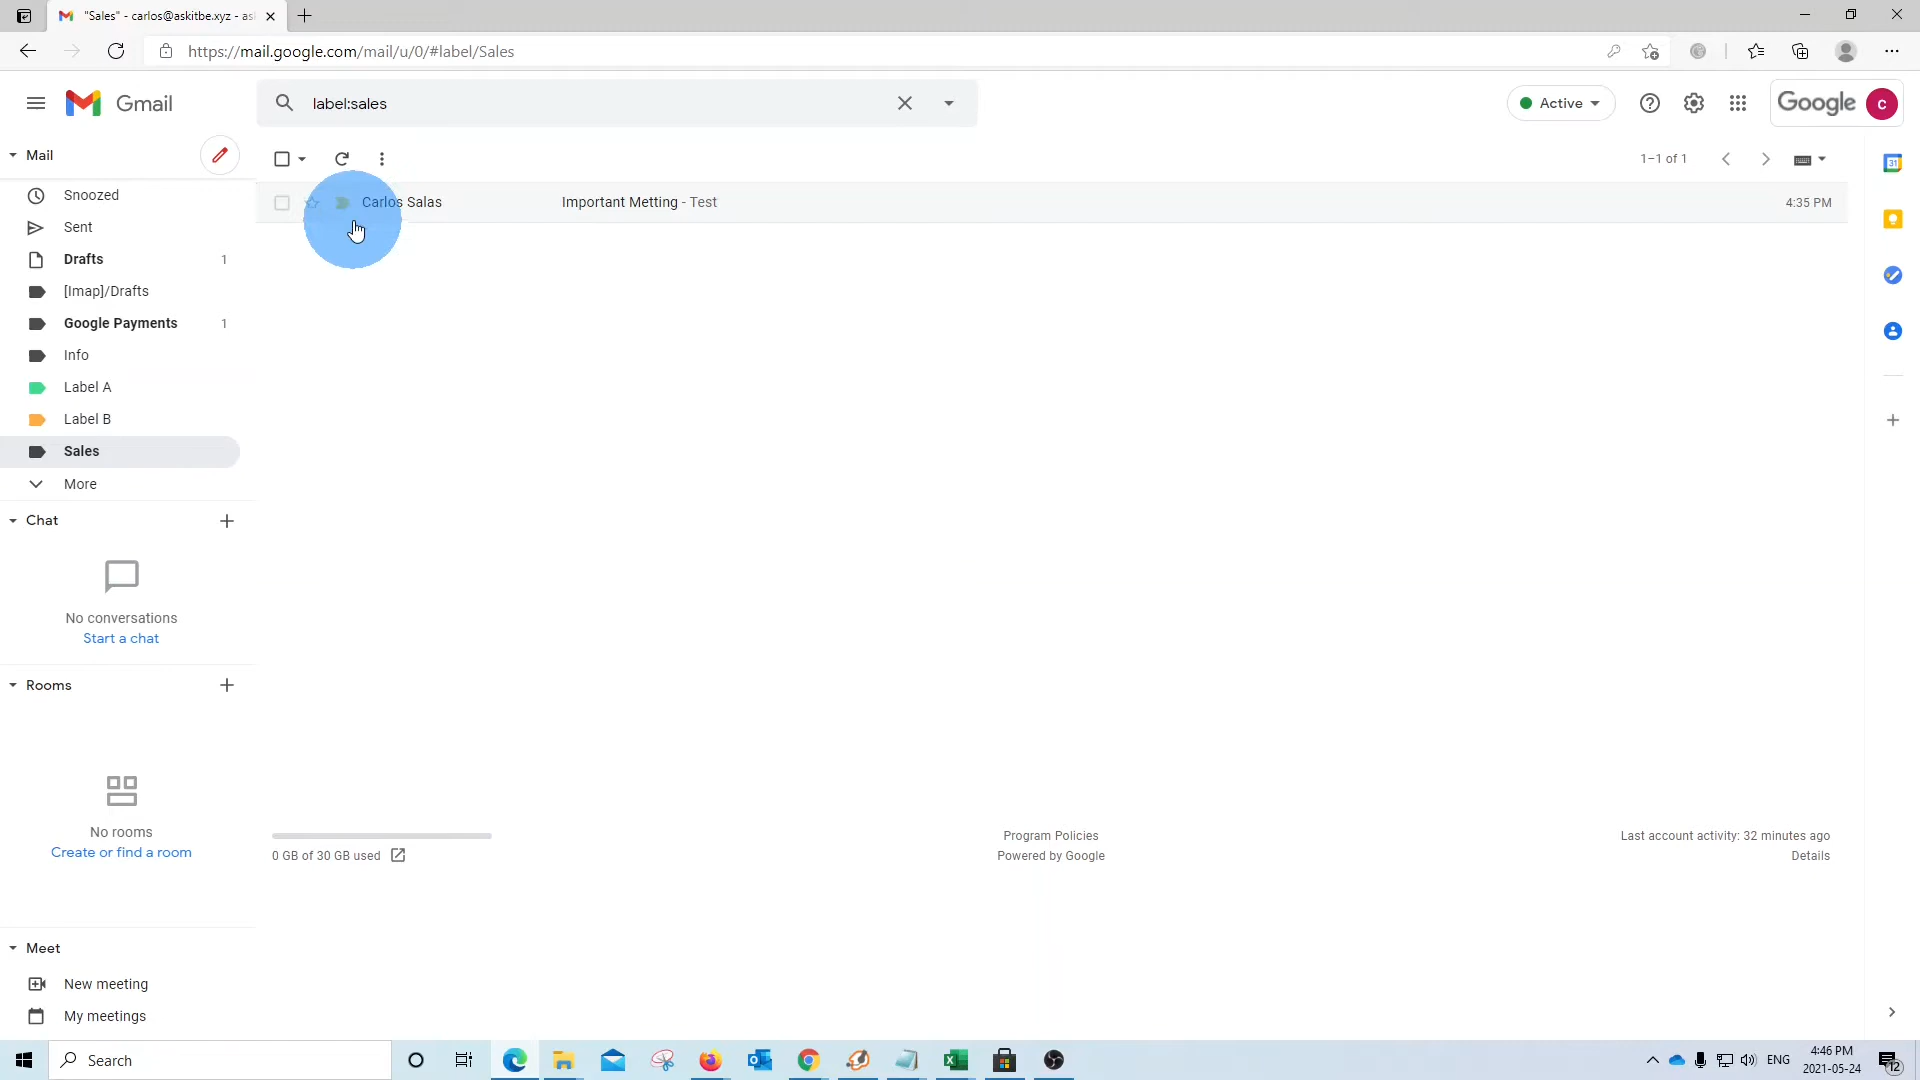 "Sales" - carlos@askitbe.xyz - as
https://mail.google.com/mail/u/0/#label/Sales
Gmail
label:sales
Active
Google
c
Mail
1–1 of 1
31
Snoozed
Carlos Salas Important Metting - Test 4:35 PM
Sent
Drafts 1
[Imap]/Drafts
Google Payments 1
Info
Label A
Label B
Sales
More
Chat
No conversations
Start a chat
Rooms
No rooms
Create or find a room
0 GB of 30 GB used
Program Policies
Powered by Google
Last account activity: 32 minutes ago
Details
Meet
New meeting
My meetings
Search
ENG
4:46 PM
2021-05-24
12